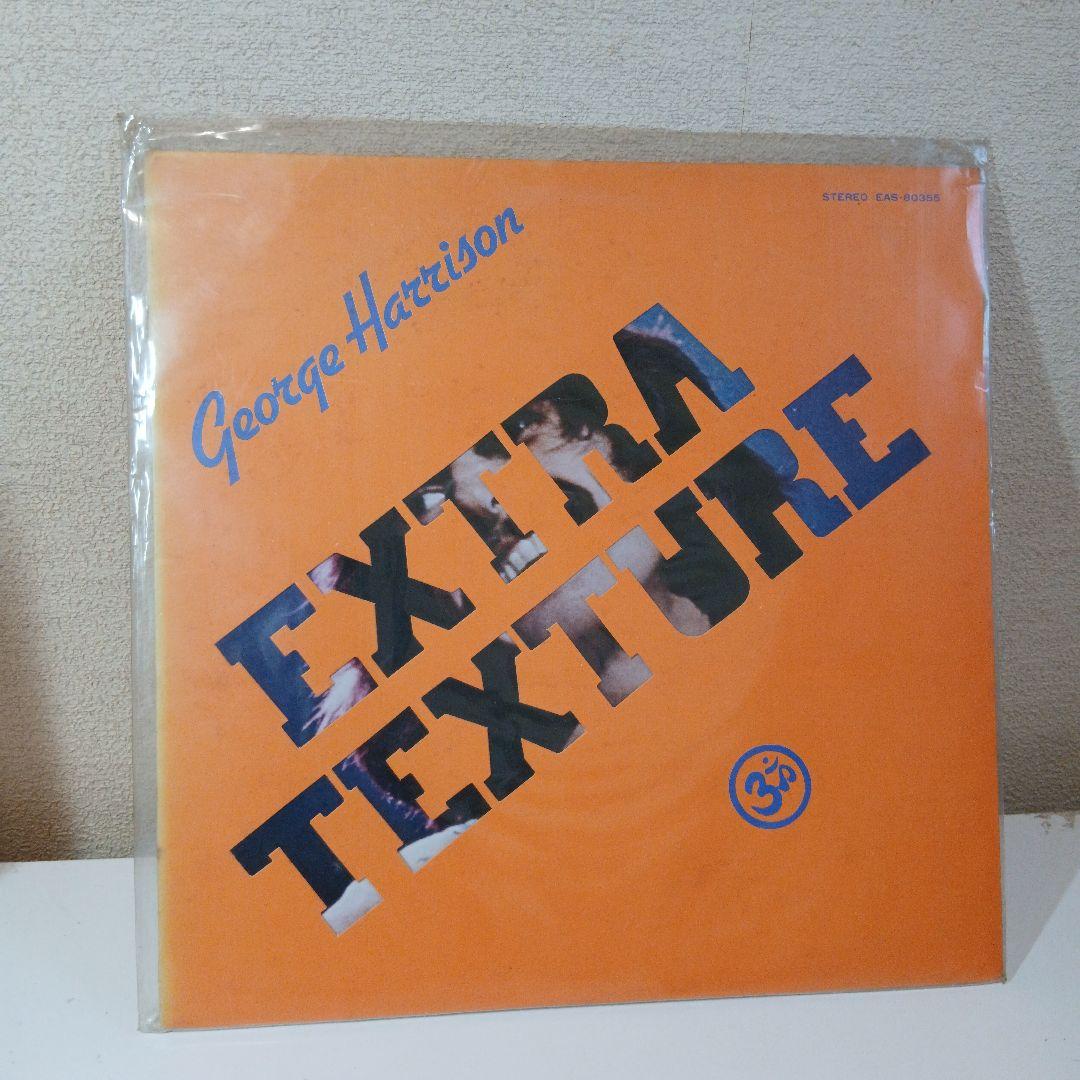 STEREO EAS-80355
George Harrison
EXTRA
TEXTURE
ॐ